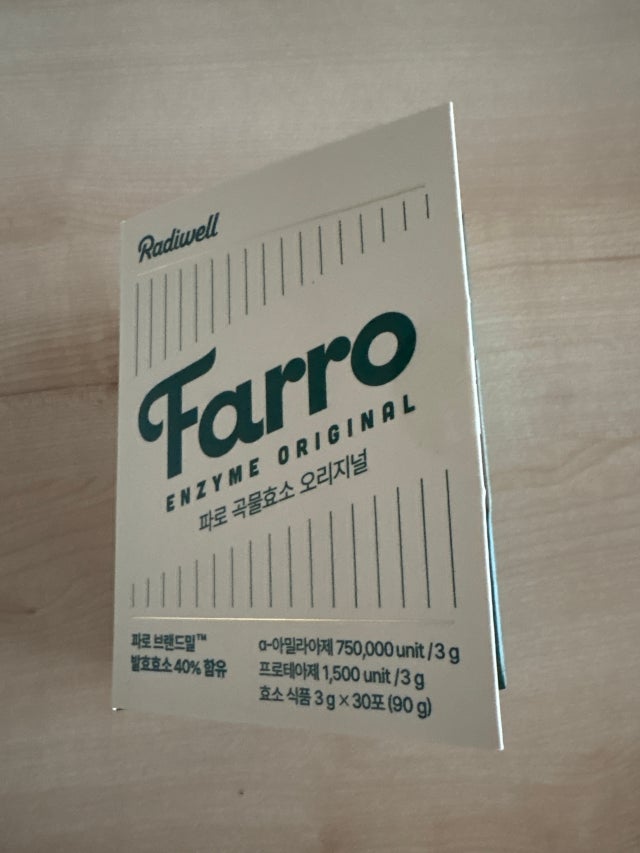 Radiwell
Farro
ENZYME ORIGINAL
파로 곡물효소 오리지널
파로 브랜드밀™
발효효소 40% 함유
α-아밀라아제 750,000 unit / 3 g
프로테아제 1,500 unit / 3 g
효소 식품 3 g × 30포 (90 g)